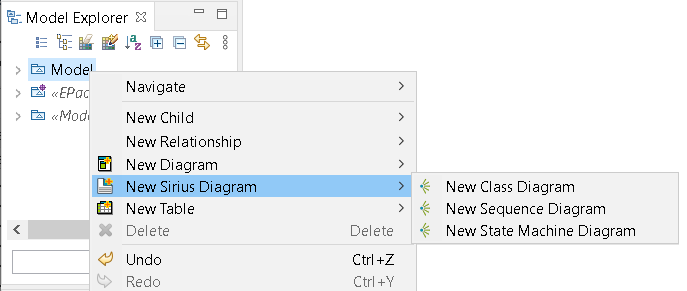 Model Explorer
Model
«EPac
«Mode
Navigate
New Child
New Relationship
New Diagram
New Sirius Diagram
New Table
Delete Delete
Undo Ctrl+Z
Redo Ctrl+Y
New Class Diagram
New Sequence Diagram
New State Machine Diagram